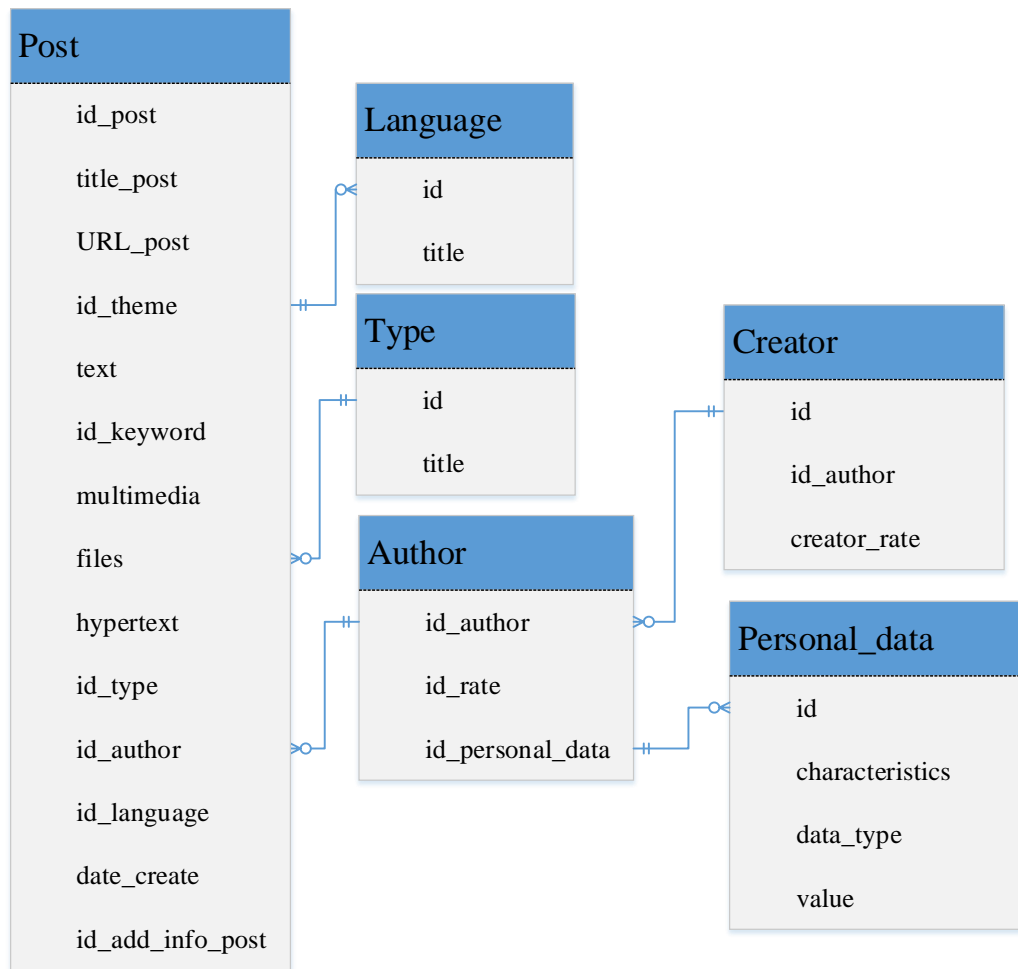 Post
id_post
title_post
URL_post
id_theme
text
id_keyword
multimedia
files
hypertext
id_type
id_author
id_language
date_create
id_add_info_post
Language
id
title
Type
id
title
Author
id_author
id_rate
id_personal_data
Creator
id
id_author
creator_rate
Personal_data
id
characteristics
data_type
value